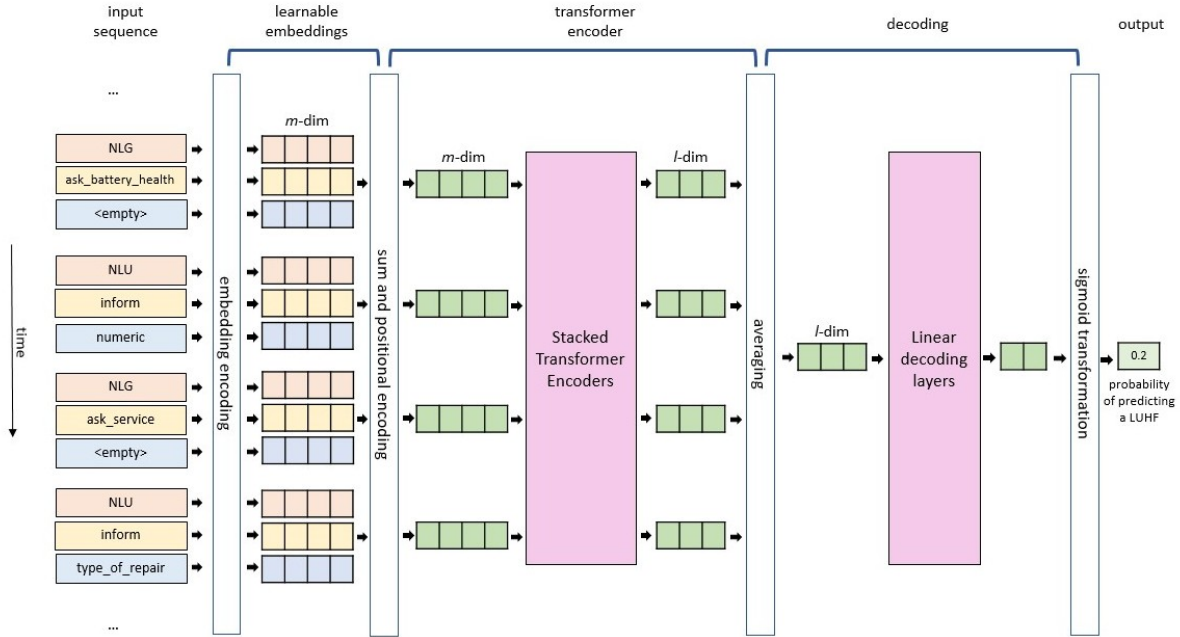 input
sequence
learnable
embeddings
transformer
encoder
decoding
output
...
m-dim
NLG
ask_battery_health
<empty>
NLU
inform
numeric
NLG
ask_service
<empty>
NLU
inform
type_of_repair
...
time
embedding encoding
sum and positional encoding
m-dim
Stacked
Transformer
Encoders
l-dim
averaging
l-dim
Linear
decoding
layers
sigmoid transformation
0.2
probability
of predicting
a LUHF